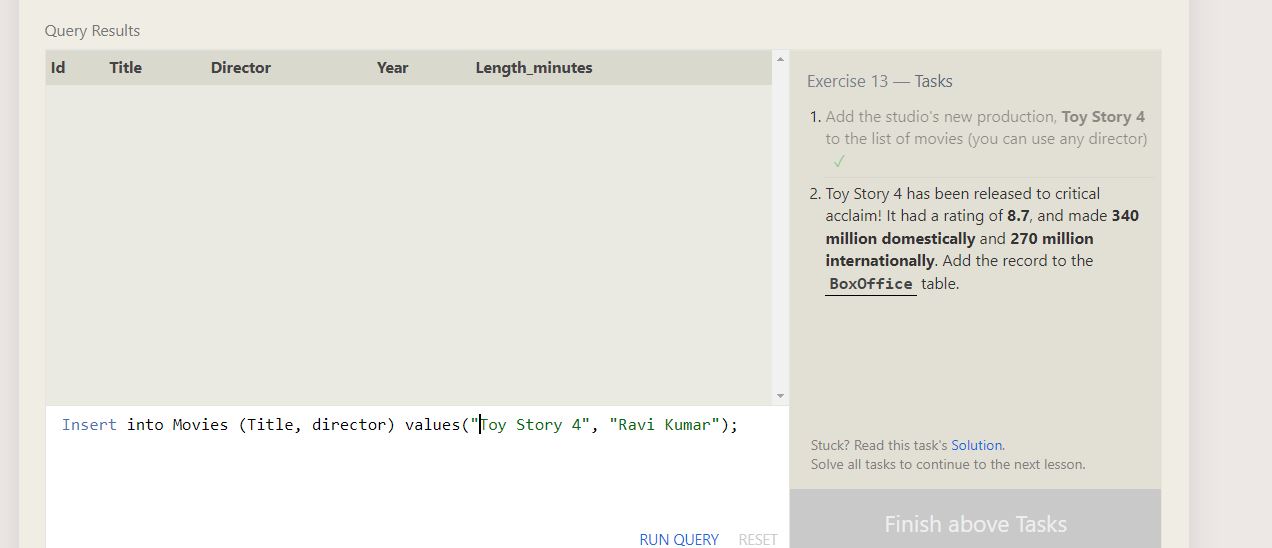 Query Results
Id Title Director Year Length_minutes
Exercise 13 — Tasks
1. Add the studio's new production, Toy Story 4
to the list of movies (you can use any director)
✓
2. Toy Story 4 has been released to critical
acclaim! It had a rating of 8.7, and made 340
million domestically and 270 million
internationally. Add the record to the
BoxOffice table.
Insert into Movies (Title, director) values("Toy Story 4", "Ravi Kumar");
Stuck? Read this task's Solution.
Solve all tasks to continue to the next lesson.
RUN QUERY RESET
Finish above Tasks